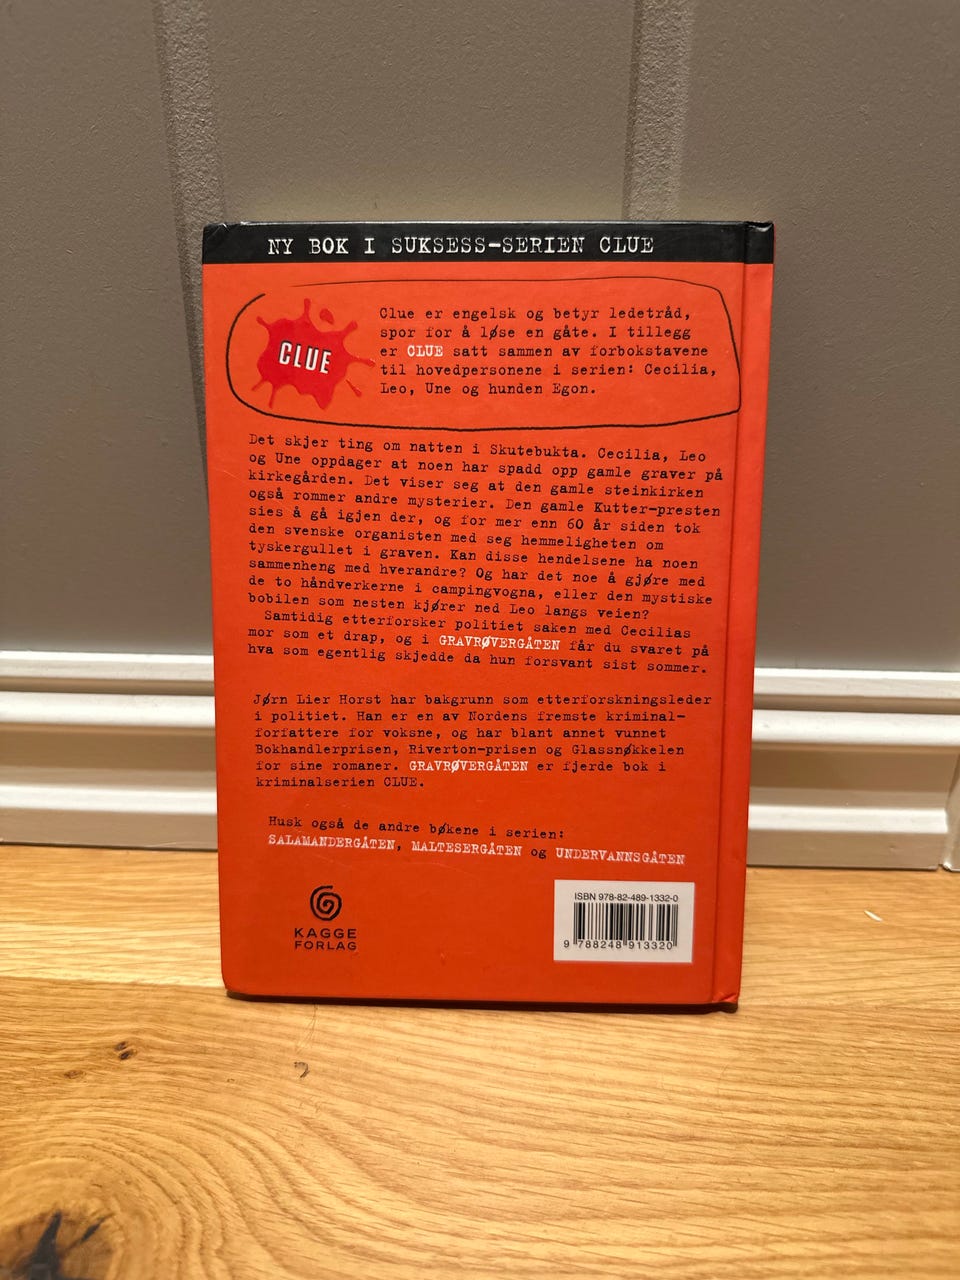 NY BOK I SUKSESS-SERIEN CLUE
CLUE
Clue er engelsk og betyr ledetråd,
spor for å løse en gåte. I tillegg
er CLUE satt sammen av forbokstavene
til hovedpersonene i serien: Cecilia,
Leo, Une og hunden Egon.
Det skjer ting om natten i Skutebukta. Cecilia, Leo
og Une oppdager at noen har spadd opp gamle graver på
kirkegården. Det viser seg at den gamle steinkirken
også rommer andre mysterier. Den gamle Kutter-presten
sies å gå igjen der, og for mer enn 60 år siden tok
den svenske organisten med seg hemmeligheten om
tyskergullet i graven. Kan disse hendelsene ha noen
sammenheng med hverandre? Og har det noe å gjøre med
de to håndverkerne i campingvogna, eller den mystiske
bobilen som nesten kjører ned Leo langs veien?
Samtidig etterforsker politiet saken med Cecilias
mor som et drap, og i GRAVRØVERGÅTEN får du svaret på
hva som egentlig skjedde da hun forsvant sist sommer.
Jørn Lier Horst har bakgrunn som etterforskningsleder
i politiet. Han er en av Nordens fremste kriminal-
forfattere for voksne, og har blant annet vunnet
Bokhandlerprisen, Riverton-prisen og Glassnøkkelen
for sine romaner. GRAVRØVERGÅTEN er fjerde bok i
kriminalserien CLUE.
Husk også de andre bøkene i serien:
SALAMANDERGÅTEN, MALTESERGÅTEN og UNDERVANNSGÅTEN
KAGGE
FORLAG
ISBN 978-82-489-1332-0
9 788248 913320